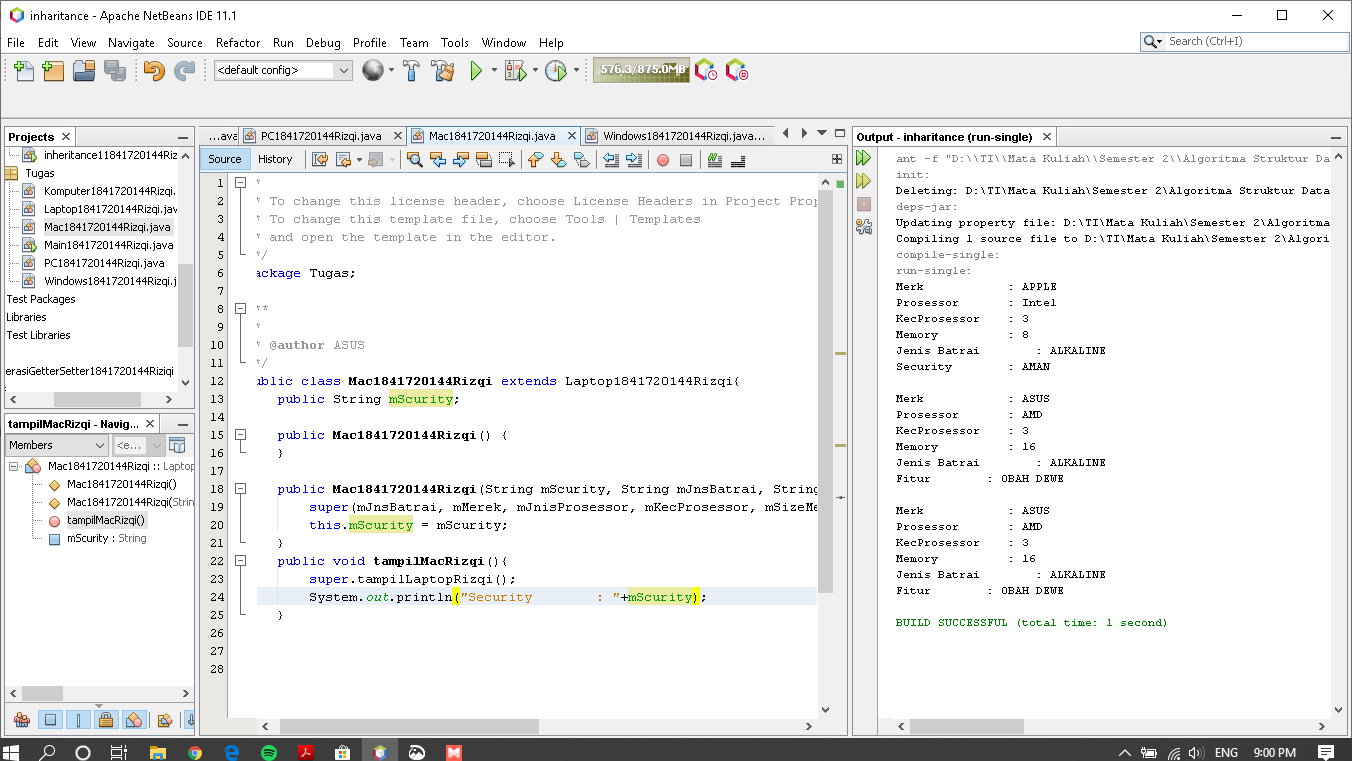 inharitance - Apache NetBeans IDE 11.1
File Edit View Navigate Source Refactor Run Debug Profile Team Tools Window Help
Search (Ctrl+I)
<default config>
576.3/875.0MB
Projects
inheritance11841720144Rizq
Tugas
Komputer1841720144Rizqi.
Laptop1841720144Rizqi.jav
Mac1841720144Rizqi.java
Main1841720144Rizqi.java
PC1841720144Rizqi.java
Windows1841720144Rizqi.j
Test Packages
Libraries
Test Libraries
erasiGetterSetter1841720144Rizqi
tampilMacRizqi - Navig...
Members
<e...
Mac1841720144Rizqi :: Laptop
Mac1841720144Rizqi()
Mac1841720144Rizqi(Strin
tampilMacRizqi()
mScurity : String
...ava
PC1841720144Rizqi.java
Mac1841720144Rizqi.java
Windows1841720144Rizqi.java...
Source History
1 *
2 * To change this license header, choose License Headers in Project Prop
3 * To change this template file, choose Tools | Templates
4 * and open the template in the editor.
5 */
6 ackage Tugas;
7
8 **
9 *
10 * @author ASUS
11 */
12 ublic class Mac1841720144Rizqi extends Laptop1841720144Rizqi{
13 public String mScurity;
14
15 public Mac1841720144Rizqi() {
16 }
17
18 public Mac1841720144Rizqi(String mScurity, String mJnsBatrai, String
19 super(mJnsBatrai, mMerek, mJnisProsessor, mKecProsessor, mSizeMe
20 this.mScurity = mScurity;
21 }
22 public void tampilMacRizqi(){
23 super.tampilLaptopRizqi();
24 System.out.println("Security : "+mScurity);
25 }
26
27
28
Output - inheritance (run-single)
ant -f "D:\\TI\\Mata Kuliah\\Semester 2\\Algoritma Struktur Da
init:
Deleting: D:\TI\Mata Kuliah\Semester 2\Algoritma Struktur Data
deps-jar:
Updating property file: D:\TI\Mata Kuliah\Semester 2\Algoritma
Compiling 1 source file to D:\TI\Mata Kuliah\Semester 2\Algori
compile-single:
run-single:
Merk : APPLE
Prosessor : Intel
KecProsessor : 3
Memory : 8
Jenis Batrai : ALKALINE
Security : AMAN
Merk : ASUS
Prosessor : AMD
KecProsessor : 3
Memory : 16
Jenis Batrai : ALKALINE
Fitur : OBAH DEWE
Merk : ASUS
Prosessor : AMD
KecProsessor : 3
Memory : 16
Jenis Batrai : ALKALINE
Fitur : OBAH DEWE
BUILD SUCCESSFUL (total time: 1 second)
ENG 9:00 PM